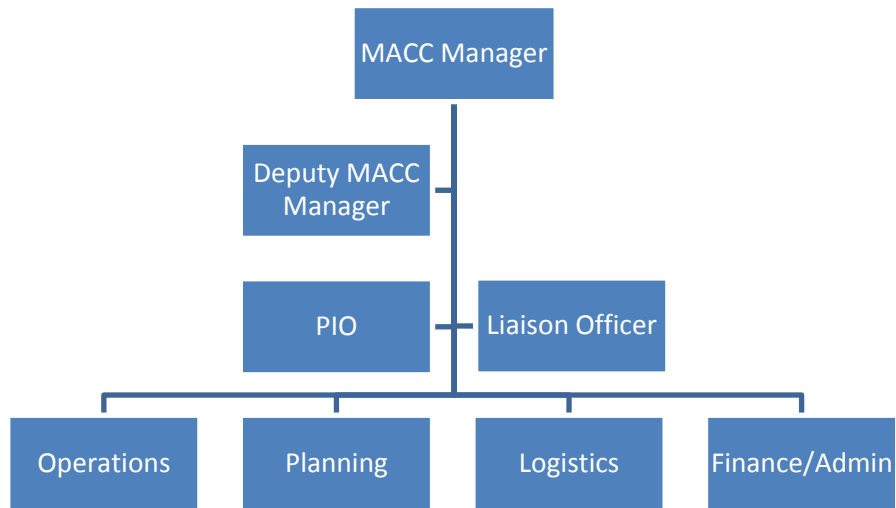 MACC Manager
Deputy MACC
Manager
PIO
Liaison Officer
Operations
Planning
Logistics
Finance/Admin